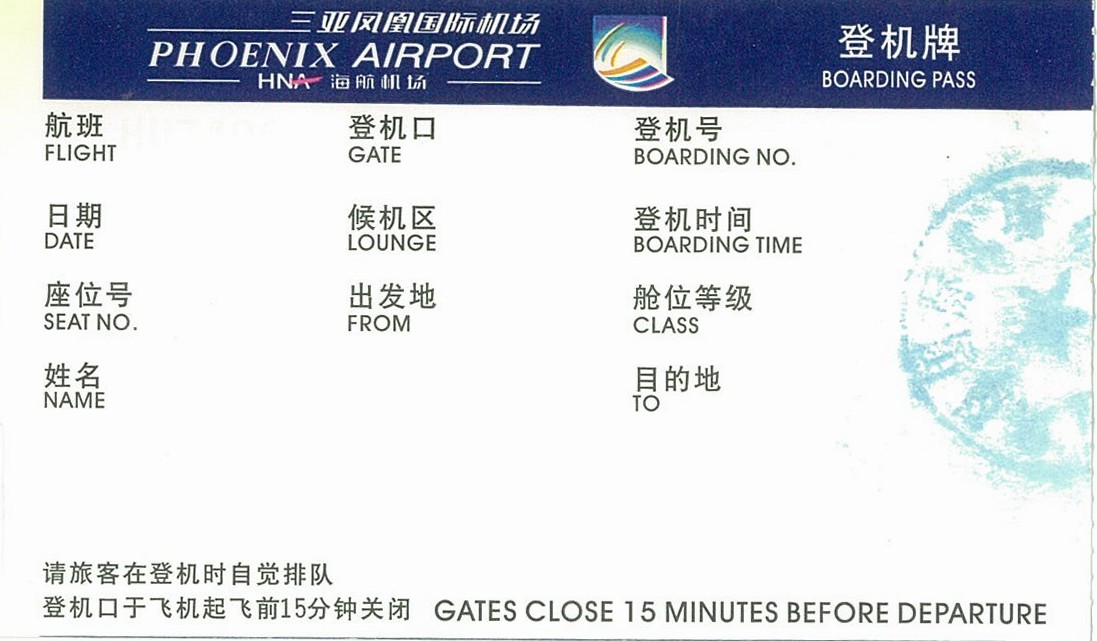 三亚凤凰国际机场
PHOENIX AIRPORT
HNA 海航机场
登机牌
BOARDING PASS
航班
FLIGHT
登机口
GATE
登机号
BOARDING NO.
日期
DATE
候机区
LOUNGE
登机时间
BOARDING TIME
座位号
SEAT NO.
出发地
FROM
舱位等级
CLASS
姓名
NAME
目的地
TO
请旅客在登机时自觉排队
登机口于飞机起飞前15分钟关闭 GATES CLOSE 15 MINUTES BEFORE DEPARTURE